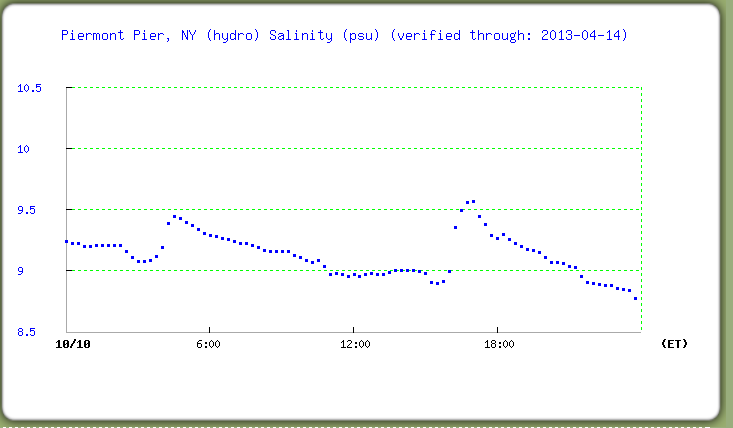 Piermont Pier, NY (hydro) Salinity (psu) (verified through: 2013-04-14)
10.5
10
9.5
9
8.5
10/10 6:00 12:00 18:00 (ET)